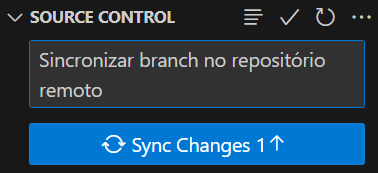 SOURCE CONTROL
Sincronizar branch no repositório
remoto
Sync Changes 1↑